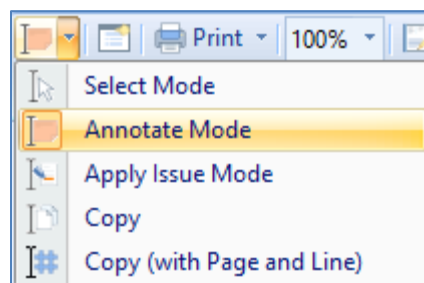 Print 100%
Select Mode
Annotate Mode
Apply Issue Mode
Copy
Copy (with Page and Line)